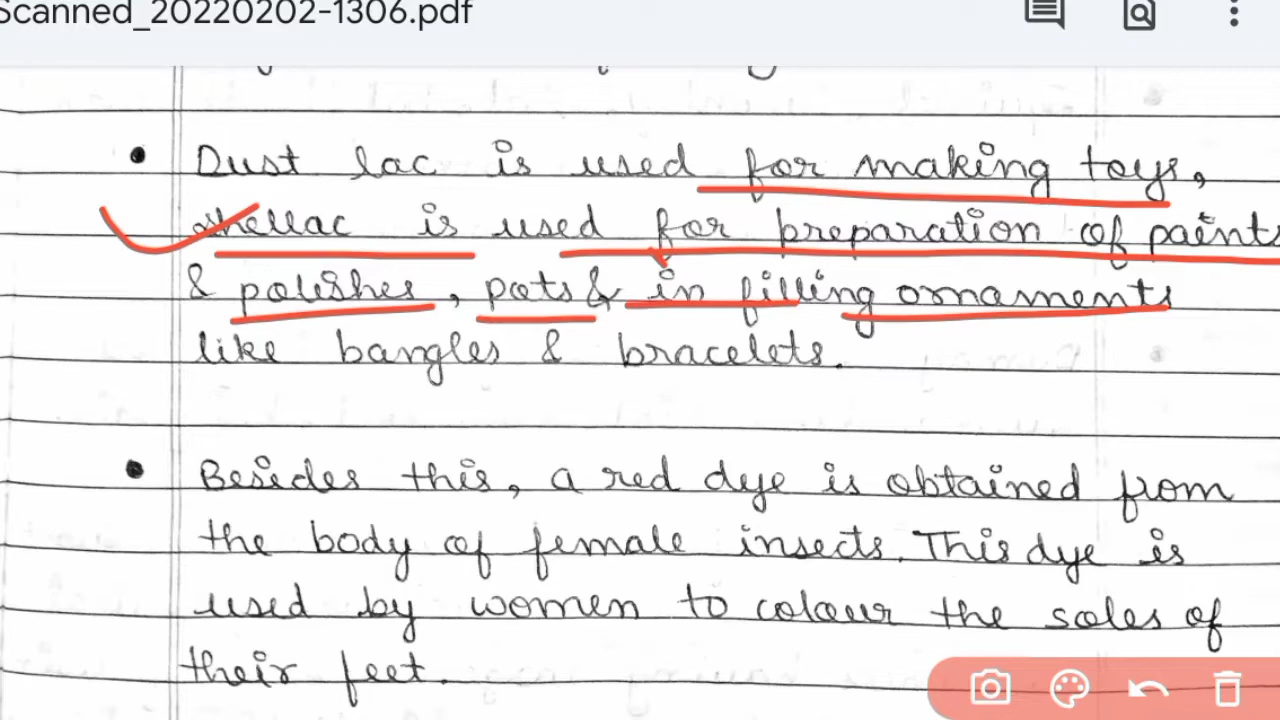 Scanned_20220202-1306.pdf
• Dust lac is used for making toys,
shellac is used for preparation of paints
& polishes, pots & in filling ornaments
like bangles & bracelets.
• Besides this, a red dye is obtained from
the body of female insects. This dye is
used by women to colour the soles of
their feet.